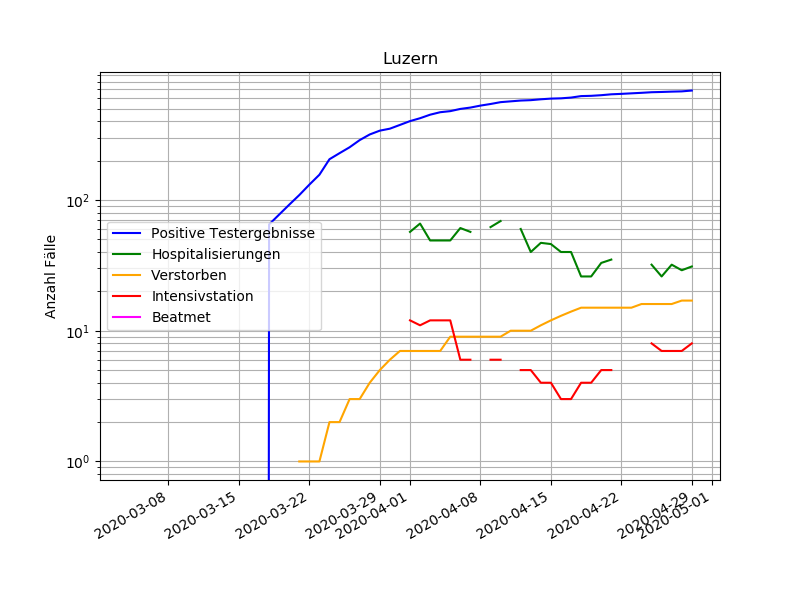 Luzern
Anzahl Fälle
10²
10¹
10⁰
Positive Testergebnisse
Hospitalisierungen
Verstorben
Intensivstation
Beatmet
2020-03-08
2020-03-15
2020-03-22
2020-03-29
2020-04-01
2020-04-08
2020-04-15
2020-04-22
2020-04-29
2020-05-01